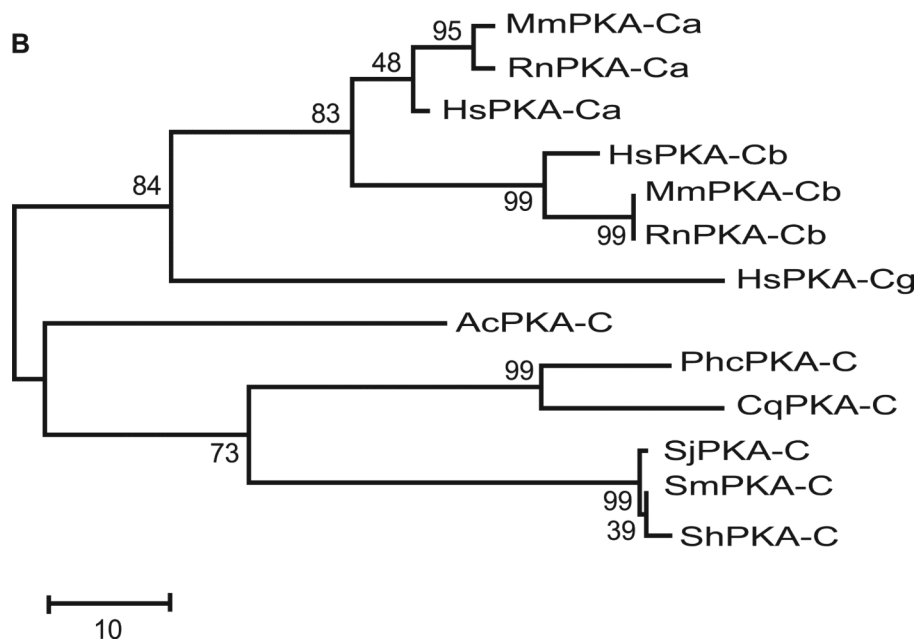 B
MmPKA-Ca
95
RnPKA-Ca
48
HsPKA-Ca
83
HsPKA-Cb
84
99
MmPKA-Cb
99
RnPKA-Cb
HsPKA-Cg
AcPKA-C
PhcPKA-C
99
CqPKA-C
73
SjPKA-C
SmPKA-C
99
39
ShPKA-C
10